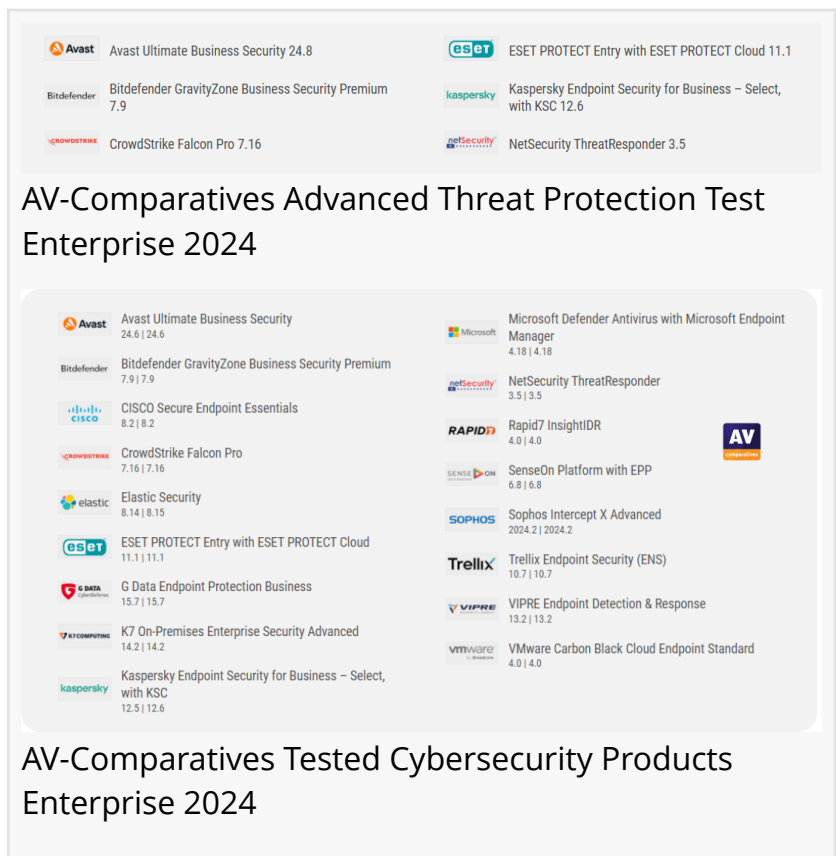 Avast Avast Ultimate Business Security 24.8
Bitdefender Bitdefender GravityZone Business Security Premium
7.9
CROWDSTRIKE CrowdStrike Falcon Pro 7.16
eseT ESET PROTECT Entry with ESET PROTECT Cloud 11.1
kaspersky Kaspersky Endpoint Security for Business – Select,
with KSC 12.6
netSecurity NetSecurity ThreatResponder 3.5
AV-Comparatives Advanced Threat Protection Test
Enterprise 2024
Avast Avast Ultimate Business Security
24.6 | 24.6
Bitdefender Bitdefender GravityZone Business Security Premium
7.9 | 7.9
CISCO CISCO Secure Endpoint Essentials
8.2 | 8.2
CROWDSTRIKE CrowdStrike Falcon Pro
7.16 | 7.16
elastic Elastic Security
8.14 | 8.15
eseT ESET PROTECT Entry with ESET PROTECT Cloud
11.1 | 11.1
G DATA G Data Endpoint Protection Business
CyberDefense
15.7 | 15.7
K7 COMPUTING K7 On-Premises Enterprise Security Advanced
14.2 | 14.2
kaspersky Kaspersky Endpoint Security for Business – Select,
with KSC
12.5 | 12.6
Microsoft Microsoft Defender Antivirus with Microsoft Endpoint
Manager
4.18 | 4.18
netSecurity NetSecurity ThreatResponder
3.5 | 3.5
RAPID7 Rapid7 InsightIDR
4.0 | 4.0
SENSE ON SenseOn Platform with EPP
6.8 | 6.8
SOPHOS Sophos Intercept X Advanced
2024.2 | 2024.2
Trellix Trellix Endpoint Security (ENS)
10.7 | 10.7
VIPRE VIPRE Endpoint Detection & Response
13.2 | 13.2
vmware VMware Carbon Black Cloud Endpoint Standard
by Broadcom
4.0 | 4.0
AV
comparatives
AV-Comparatives Tested Cybersecurity Products
Enterprise 2024